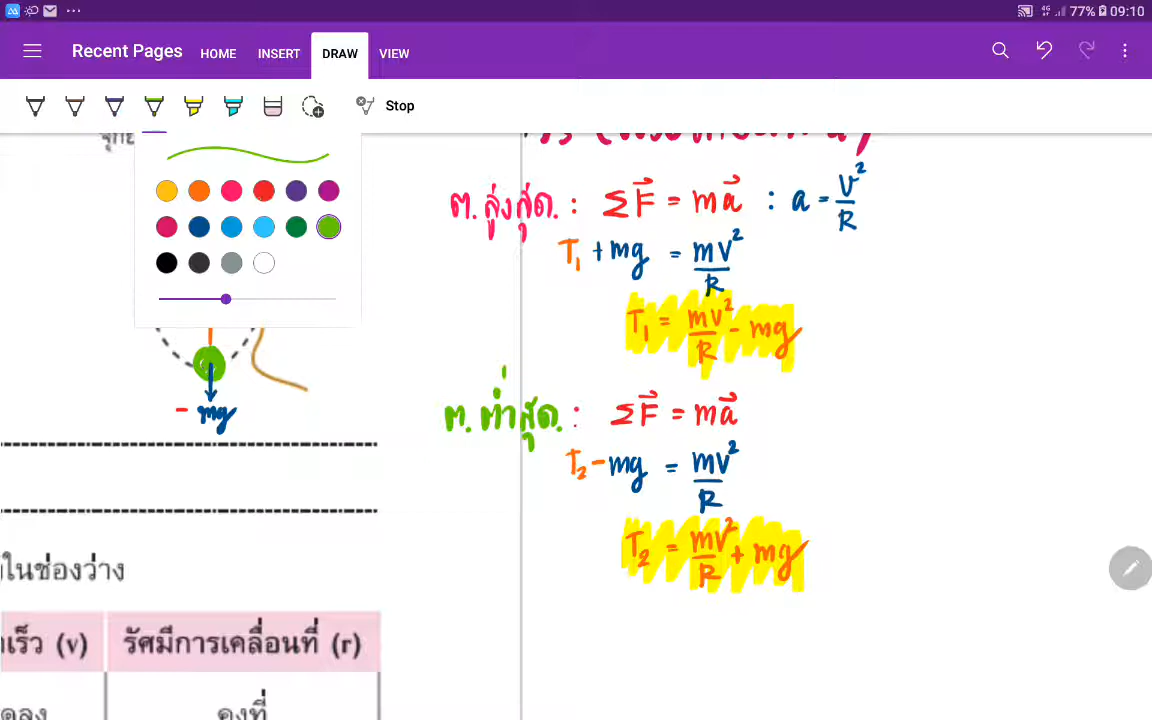 77% 09:10
Recent Pages HOME INSERT DRAW VIEW
Stop
ต. สูงสุด. : ΣF⃗ = ma⃗ : a = v²/R
T₁ + mg = mv²/R
T₁ = mv²/R - mg
- mg
ต. ต่ำสุด. : ΣF⃗ = ma⃗
T₂ - mg = mv²/R
T₂ = mv²/R + mg
ในช่องว่าง
เร็ว (v) รัศมีการเคลื่อนที่ (r)
คงที่